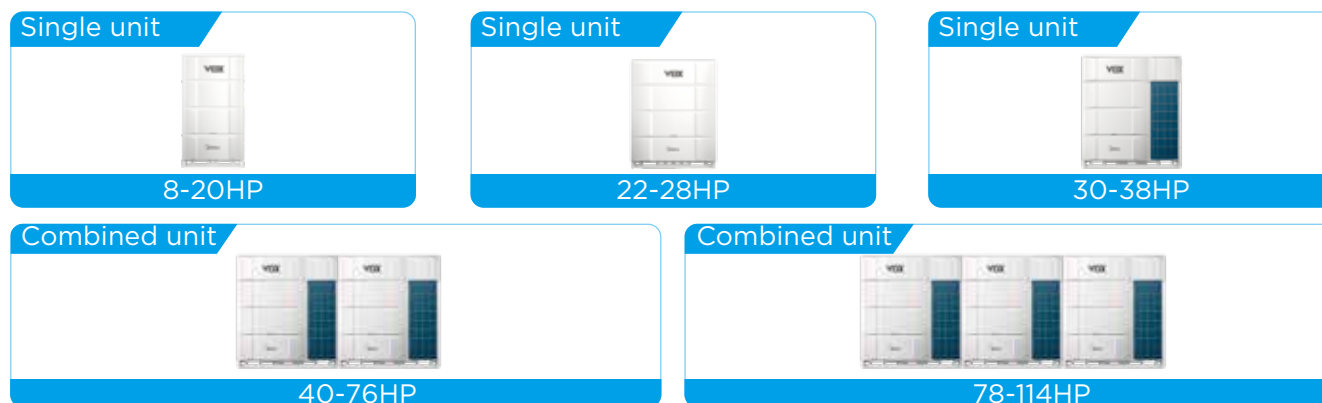 Single unit
Single unit
Single unit
8-20HP
22-28HP
30-38HP
Combined unit
Combined unit
40-76HP
78-114HP